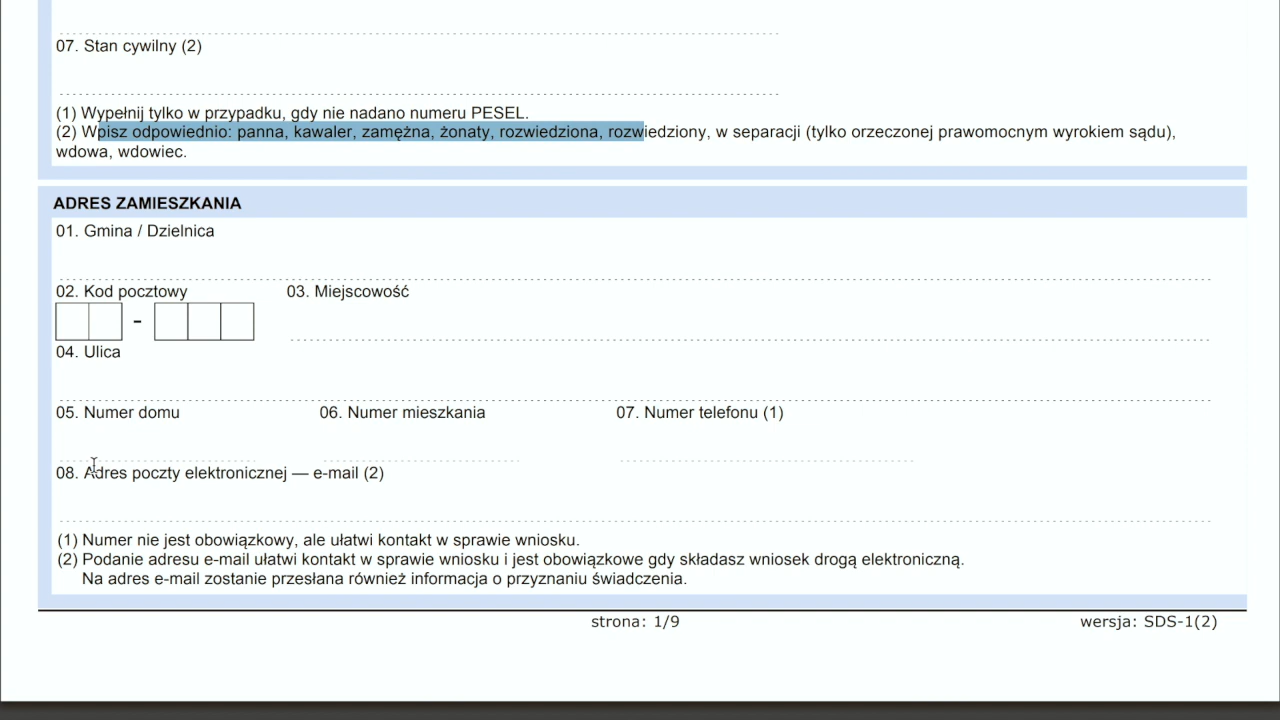 07. Stan cywilny (2)
(1) Wypełnij tylko w przypadku, gdy nie nadano numeru PESEL.
(2) Wpisz odpowiednio: panna, kawaler, zamężna, żonaty, rozwiedziona, rozwiedziony, w separacji (tylko orzeczonej prawomocnym wyrokiem sądu),
wdowa, wdowiec.
ADRES ZAMIESZKANIA
01. Gmina / Dzielnica
02. Kod pocztowy 03. Miejscowość
-
04. Ulica
05. Numer domu 06. Numer mieszkania 07. Numer telefonu (1)
08. Adres poczty elektronicznej — e-mail (2)
(1) Numer nie jest obowiązkowy, ale ułatwi kontakt w sprawie wniosku.
(2) Podanie adresu e-mail ułatwi kontakt w sprawie wniosku i jest obowiązkowe gdy składasz wniosek drogą elektroniczną.
Na adres e-mail zostanie przesłana również informacja o przyznaniu świadczenia.
strona: 1/9 wersja: SDS-1(2)